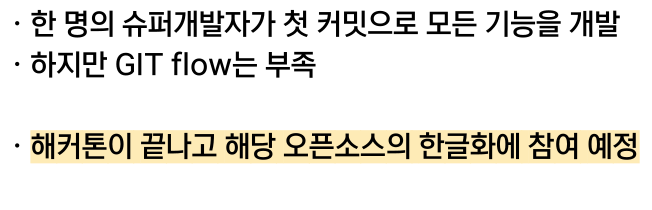 · 한 명의 슈퍼개발자가 첫 커밋으로 모든 기능을 개발
· 하지만 GIT flow는 부족
· 해커톤이 끝나고 해당 오픈소스의 한글화에 참여 예정